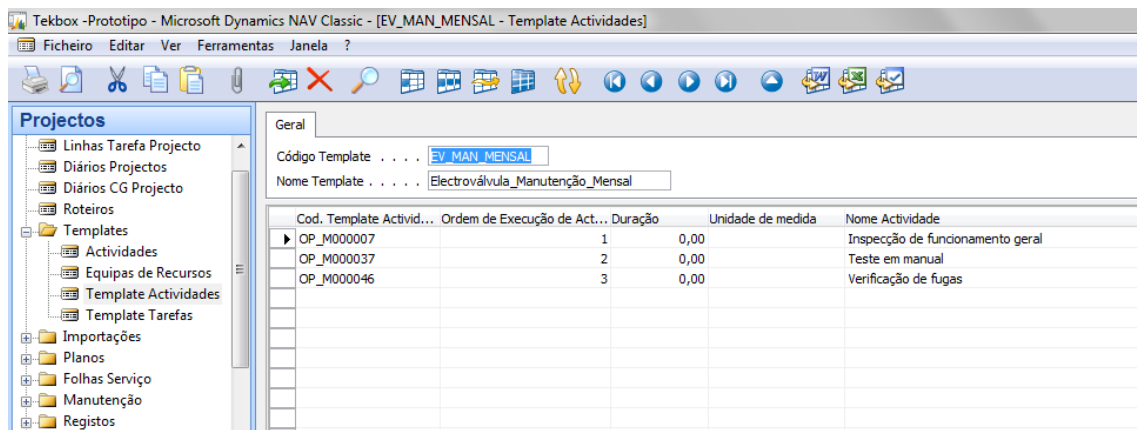 Tekbox -Prototipo - Microsoft Dynamics NAV Classic - [EV_MAN_MENSAL - Template Actividades]
Ficheiro Editar Ver Ferramentas Janela ?
Projectos
Linhas Tarefa Projecto
Diários Projectos
Diários CG Projecto
Roteiros
Templates
Actividades
Equipas de Recursos
Template Actividades
Template Tarefas
Importações
Planos
Folhas Serviço
Manutenção
Registos
Geral
Código Template . . . . EV_MAN_MENSAL
Nome Template . . . . . Electroválvula_Manutenção_Mensal
Cod. Template Activid... Ordem de Execução de Act... Duração Unidade de medida Nome Actividade
OP_M000007 1 0,00 Inspecção de funcionamento geral
OP_M000037 2 0,00 Teste em manual
OP_M000046 3 0,00 Verificação de fugas